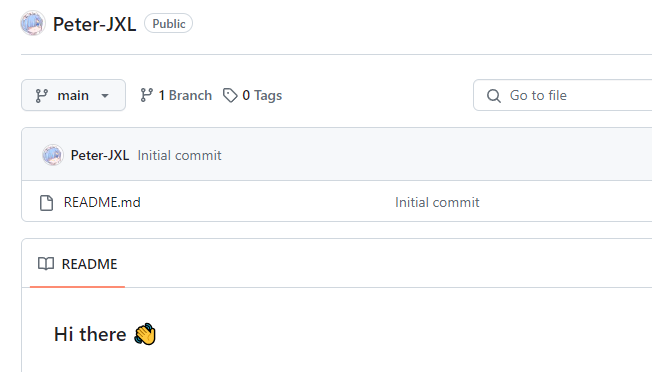 Peter-JXL Public
main 1 Branch 0 Tags Go to file
Peter-JXL Initial commit
README.md Initial commit
README
Hi there 👋